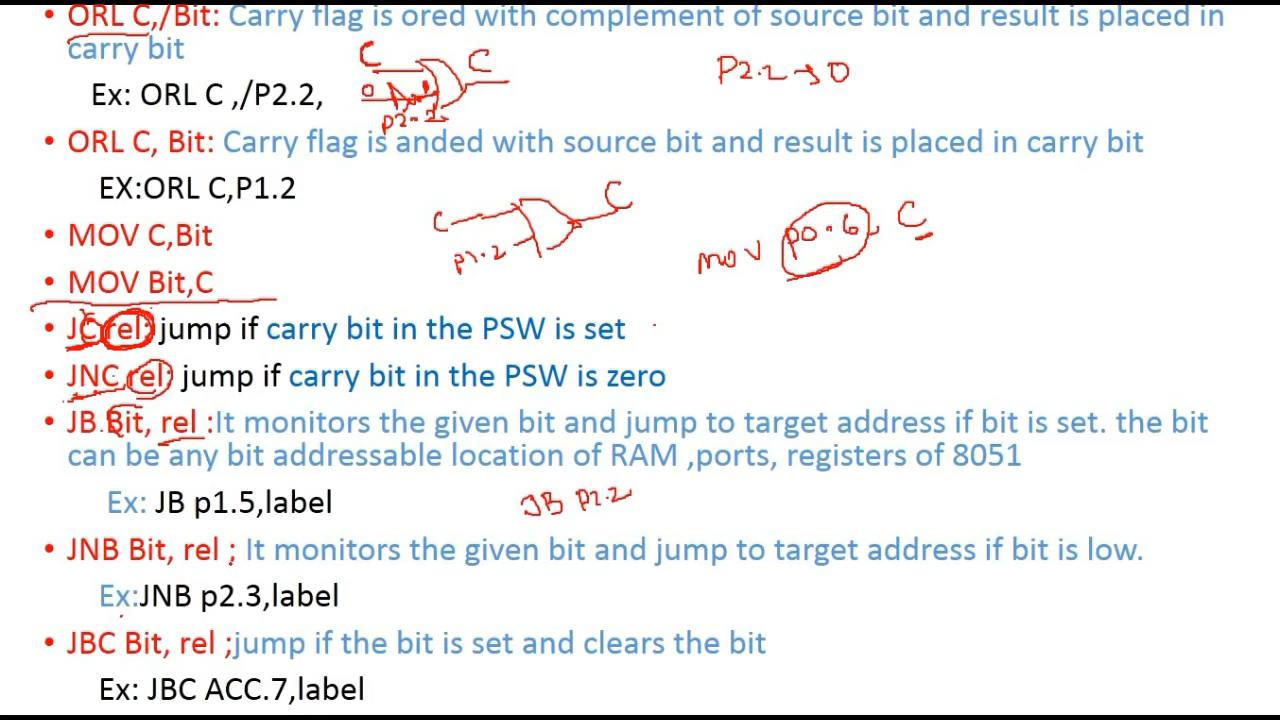 • ORL C,/Bit: Carry flag is ored with complement of source bit and result is placed in
carry bit
C C P2.2→0
Ex: ORL C ,/P2.2,
0
P2.2
• ORL C, Bit: Carry flag is anded with source bit and result is placed in carry bit
EX:ORL C,P1.2
C C
• MOV C,Bit
P1.2 MOV P0.6, C
• MOV Bit,C
• JC rel: jump if carry bit in the PSW is set
• JNC rel: jump if carry bit in the PSW is zero
• JB Bit, rel :It monitors the given bit and jump to target address if bit is set. the bit
can be any bit addressable location of RAM ,ports, registers of 8051
Ex: JB p1.5,label
JB P2.2
• JNB Bit, rel ; It monitors the given bit and jump to target address if bit is low.
Ex:JNB p2.3,label
• JBC Bit, rel ;jump if the bit is set and clears the bit
Ex: JBC ACC.7,label